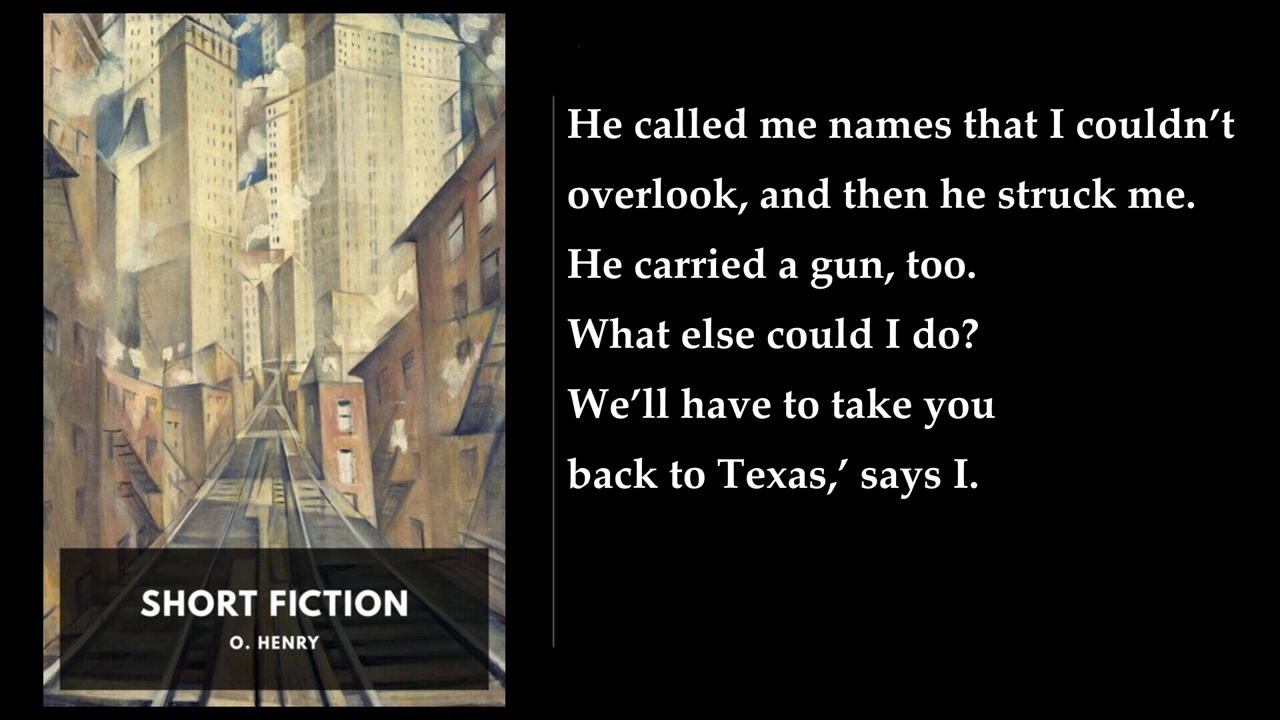 He called me names that I couldn’t
overlook, and then he struck me.
He carried a gun, too.
What else could I do?
We’ll have to take you
back to Texas,’ says I.
SHORT FICTION
O. HENRY